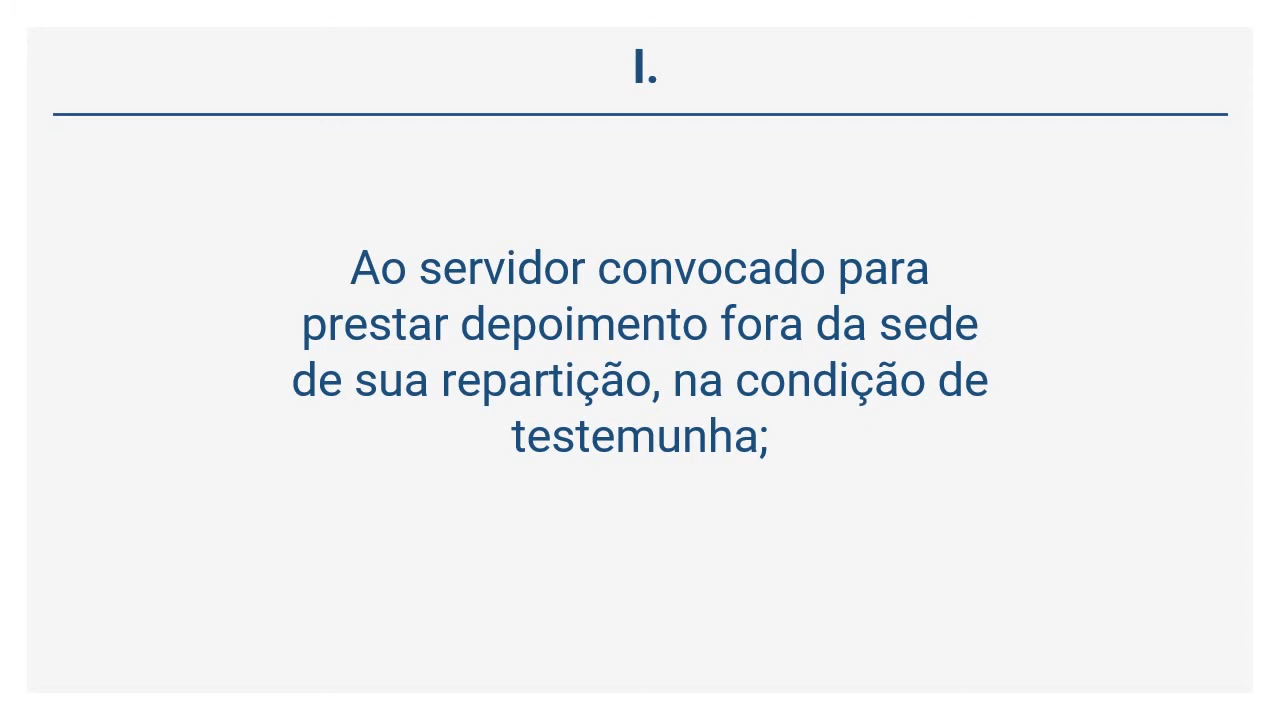 I.
Ao servidor convocado para
prestar depoimento fora da sede
de sua repartição, na condição de
testemunha;